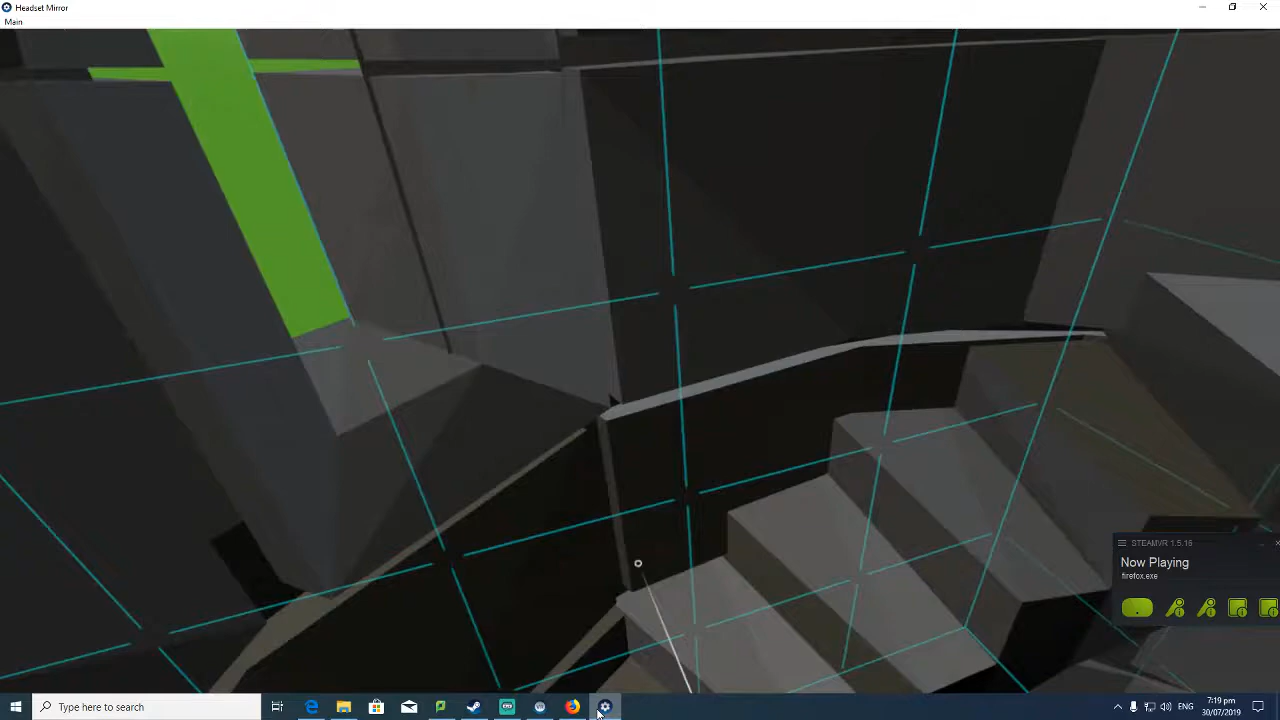 Headset Mirror
Main
STEAMVR 1.5.16
Now Playing
firefox.exe
Type here to search
ENG
7:19 pm
30/07/2019